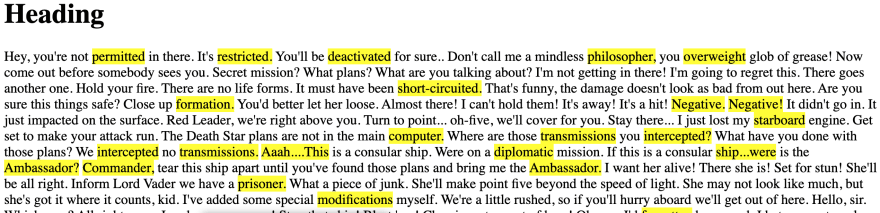 Heading
Hey, you're not permitted in there. It's restricted. You'll be deactivated for sure.. Don't call me a mindless philosopher, you overweight glob of grease! Now
come out before somebody sees you. Secret mission? What plans? What are you talking about? I'm not getting in there! I'm going to regret this. There goes
another one. Hold your fire. There are no life forms. It must have been short-circuited. That's funny, the damage doesn't look as bad from out here. Are you
sure this things safe? Close up formation. You'd better let her loose. Almost there! I can't hold them! It's away! It's a hit! Negative. Negative! It didn't go in. It
just impacted on the surface. Red Leader, we're right above you. Turn to point... oh-five, we'll cover for you. Stay there... I just lost my starboard engine. Get
set to make your attack run. The Death Star plans are not in the main computer. Where are those transmissions you intercepted? What have you done with
those plans? We intercepted no transmissions. Aaah....This is a consular ship. Were on a diplomatic mission. If this is a consular ship...were is the
Ambassador? Commander, tear this ship apart until you've found those plans and bring me the Ambassador. I want her alive! There she is! Set for stun! She'll
be all right. Inform Lord Vader we have a prisoner. What a piece of junk. She'll make point five beyond the speed of light. She may not look like much, but
she's got it where it counts, kid. I've added some special modifications myself. We're a little rushed, so if you'll hurry aboard we'll get out of here. Hello, sir.